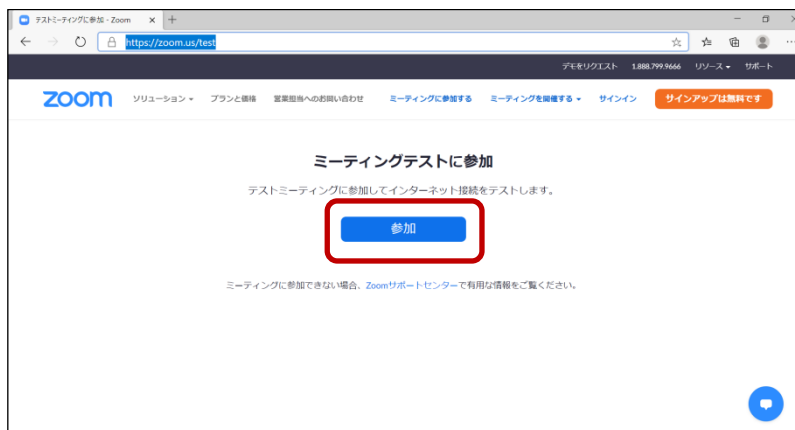 テストミーティングに参加 - Zoom
https://zoom.us/test
デモをリクエスト 1.888.799.9666 リソース サポート
zoom ソリューション プランと価格 営業担当へのお問い合わせ ミーティングに参加する ミーティングを開催する サインイン サインアップは無料です
ミーティングテストに参加
テストミーティングに参加してインターネット接続をテストします。
参加
ミーティングに参加できない場合、Zoomサポートセンターで有用な情報をご覧ください。